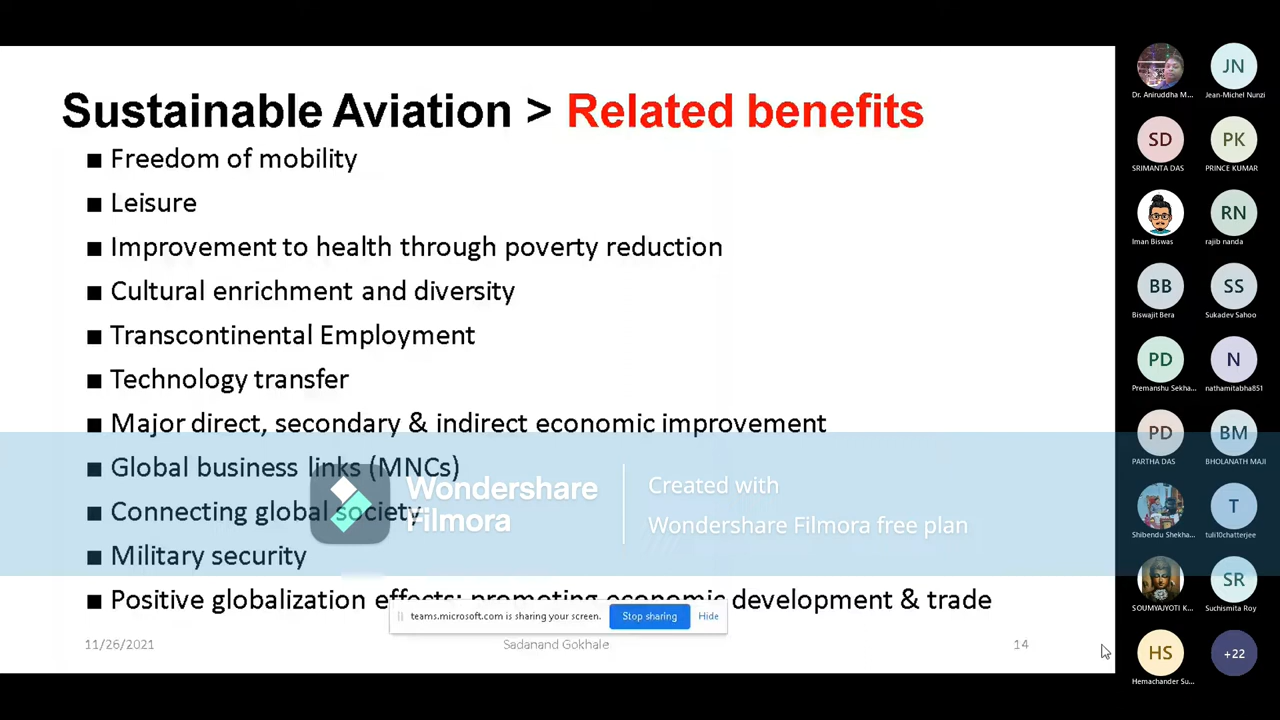 Sustainable Aviation > Related benefits
■ Freedom of mobility
■ Leisure
■ Improvement to health through poverty reduction
■ Cultural enrichment and diversity
■ Transcontinental Employment
■ Technology transfer
■ Major direct, secondary & indirect economic improvement
■ Global business links (MNCs)
■ Connecting global society
■ Military security
■ Positive globalization effects: promoting economic development & trade
Wondershare
Filmora
Created with
Wondershare Filmora free plan
teams.microsoft.com is sharing your screen. Stop sharing Hide
11/26/2021 Sadanand Gokhale 14
JN
Dr. Aniruddha M... Jean-Michel Nunzi
SD PK
SRIMANTA DAS PRINCE KUMAR
RN
Iman Biswas rajib nanda
BB SS
Biswajit Bera Sukadev Sahoo
PD N
Premanshu Sekha... nathamitabha851
PD BM
PARTHA DAS BHOLANATH MAJI
T
Shibendu Shekha... tuli10chatterjee
SR
SOUMYAJYOTI K... Suchismita Roy
HS +22
Hemachander Su...